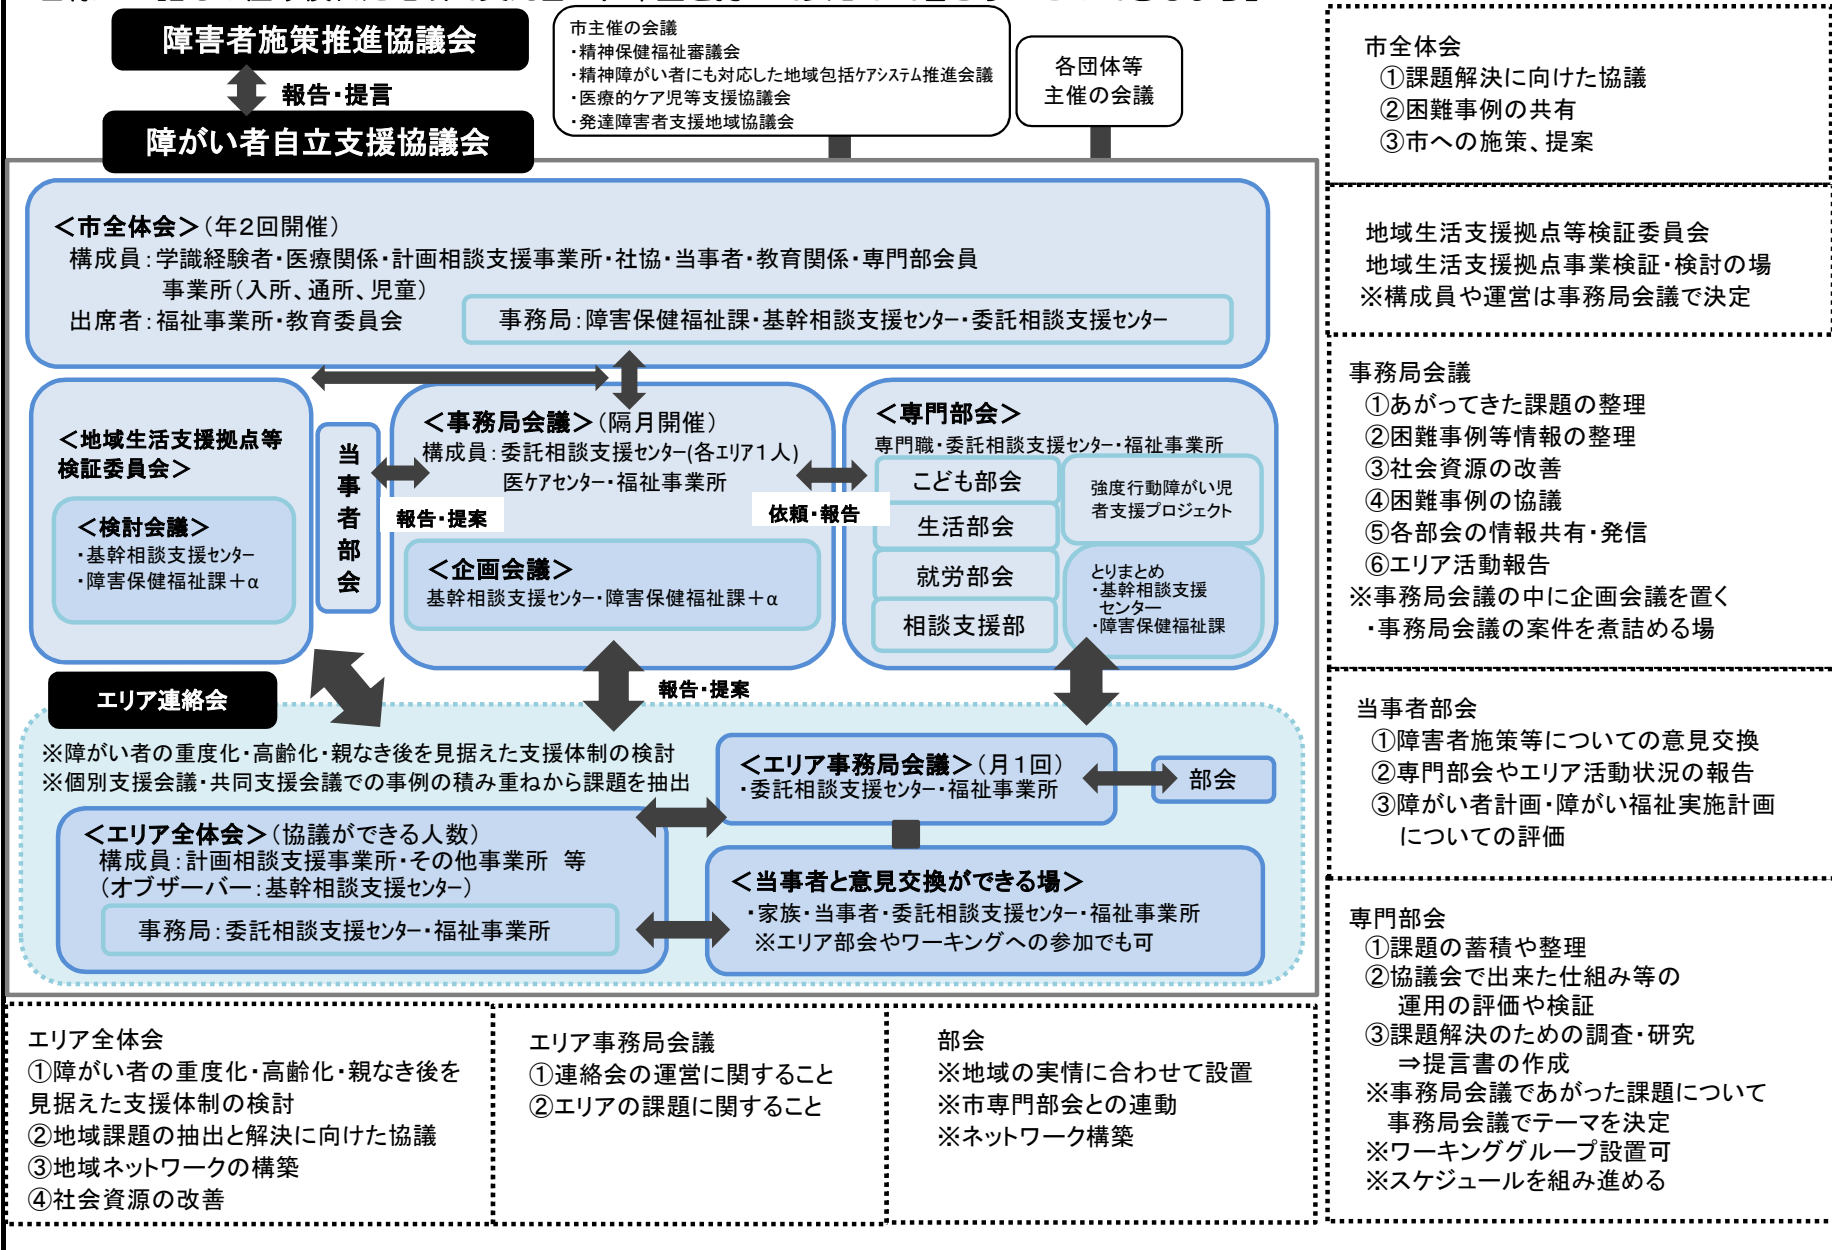 障害者施策推進協議会
報告・提言
障がい者自立支援協議会
市主催の会議
・精神保健福祉審議会
・精神障がい者にも対応した地域包括ケアシステム推進会議
・医療的ケア児等支援協議会
・発達障害者支援地域協議会
各団体等
主催の会議
＜市全体会＞（年２回開催）
構成員：学識経験者・医療関係・計画相談支援事業所・社協・当事者・教育関係・専門部会員
事業所（入所、通所、児童）
出席者：福祉事業所・教育委員会
事務局：障害保健福祉課・基幹相談支援センター・委託相談支援センター
＜地域生活支援拠点等
検証委員会＞
＜検討会議＞
・基幹相談支援センター
・障害保健福祉課＋α
当事者部会
＜事務局会議＞（隔月開催）
構成員：委託相談支援センター(各エリア１人)
医ケアセンター・福祉事業所
報告・提案
＜企画会議＞
基幹相談支援センター・障害保健福祉課＋α
依頼・報告
＜専門部会＞
専門職・委託相談支援センター・福祉事業所
こども部会
生活部会
就労部会
相談支援部
強度行動障がい児
者支援プロジェクト
とりまとめ
・基幹相談支援
センター
・障害保健福祉課
報告・提案
エリア連絡会
※障がい者の重度化・高齢化・親なき後を見据えた支援体制の検討
※個別支援会議・共同支援会議での事例の積み重ねから課題を抽出
＜エリア事務局会議＞（月１回）
・委託相談支援センター・福祉事業所
部会
＜エリア全体会＞（協議ができる人数）
構成員：計画相談支援事業所・その他事業所　等
（オブザーバー：基幹相談支援センター）
事務局：委託相談支援センター・福祉事業所
＜当事者と意見交換ができる場＞
・家族・当事者・委託相談支援センター・福祉事業所
※エリア部会やワーキングへの参加でも可
エリア全体会
①障がい者の重度化・高齢化・親なき後を
見据えた支援体制の検討
②地域課題の抽出と解決に向けた協議
③地域ネットワークの構築
④社会資源の改善
エリア事務局会議
①連絡会の運営に関すること
②エリアの課題に関すること
部会
※地域の実情に合わせて設置
※市専門部会との連動
※ネットワーク構築
市全体会
①課題解決に向けた協議
②困難事例の共有
③市への施策、提案
地域生活支援拠点等検証委員会
地域生活支援拠点事業検証・検討の場
※構成員や運営は事務局会議で決定
事務局会議
①あがってきた課題の整理
②困難事例等情報の整理
③社会資源の改善
④困難事例の協議
⑤各部会の情報共有・発信
⑥エリア活動報告
※事務局会議の中に企画会議を置く
・事務局会議の案件を煮詰める場
当事者部会
①障害者施策等についての意見交換
②専門部会やエリア活動状況の報告
③障がい者計画・障がい福祉実施計画
についての評価
専門部会
①課題の蓄積や整理
②協議会で出来た仕組み等の
運用の評価や検証
③課題解決のための調査・研究
⇒提言書の作成
※事務局会議であがった課題について
事務局会議でテーマを決定
※ワーキンググループ設置可
※スケジュールを組み進める